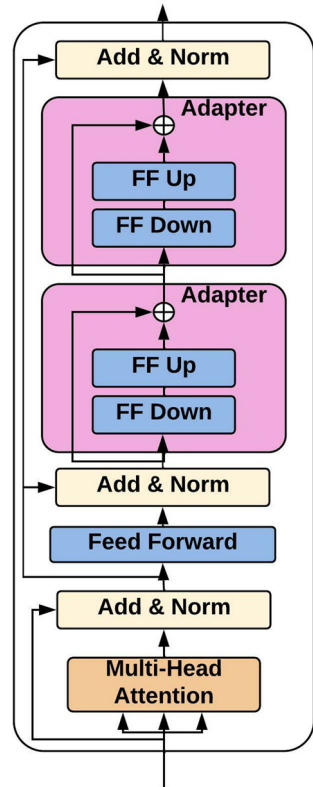 Add & Norm
Adapter
FF Up
FF Down
Adapter
FF Up
FF Down
Add & Norm
Feed Forward
Add & Norm
Multi-Head
Attention